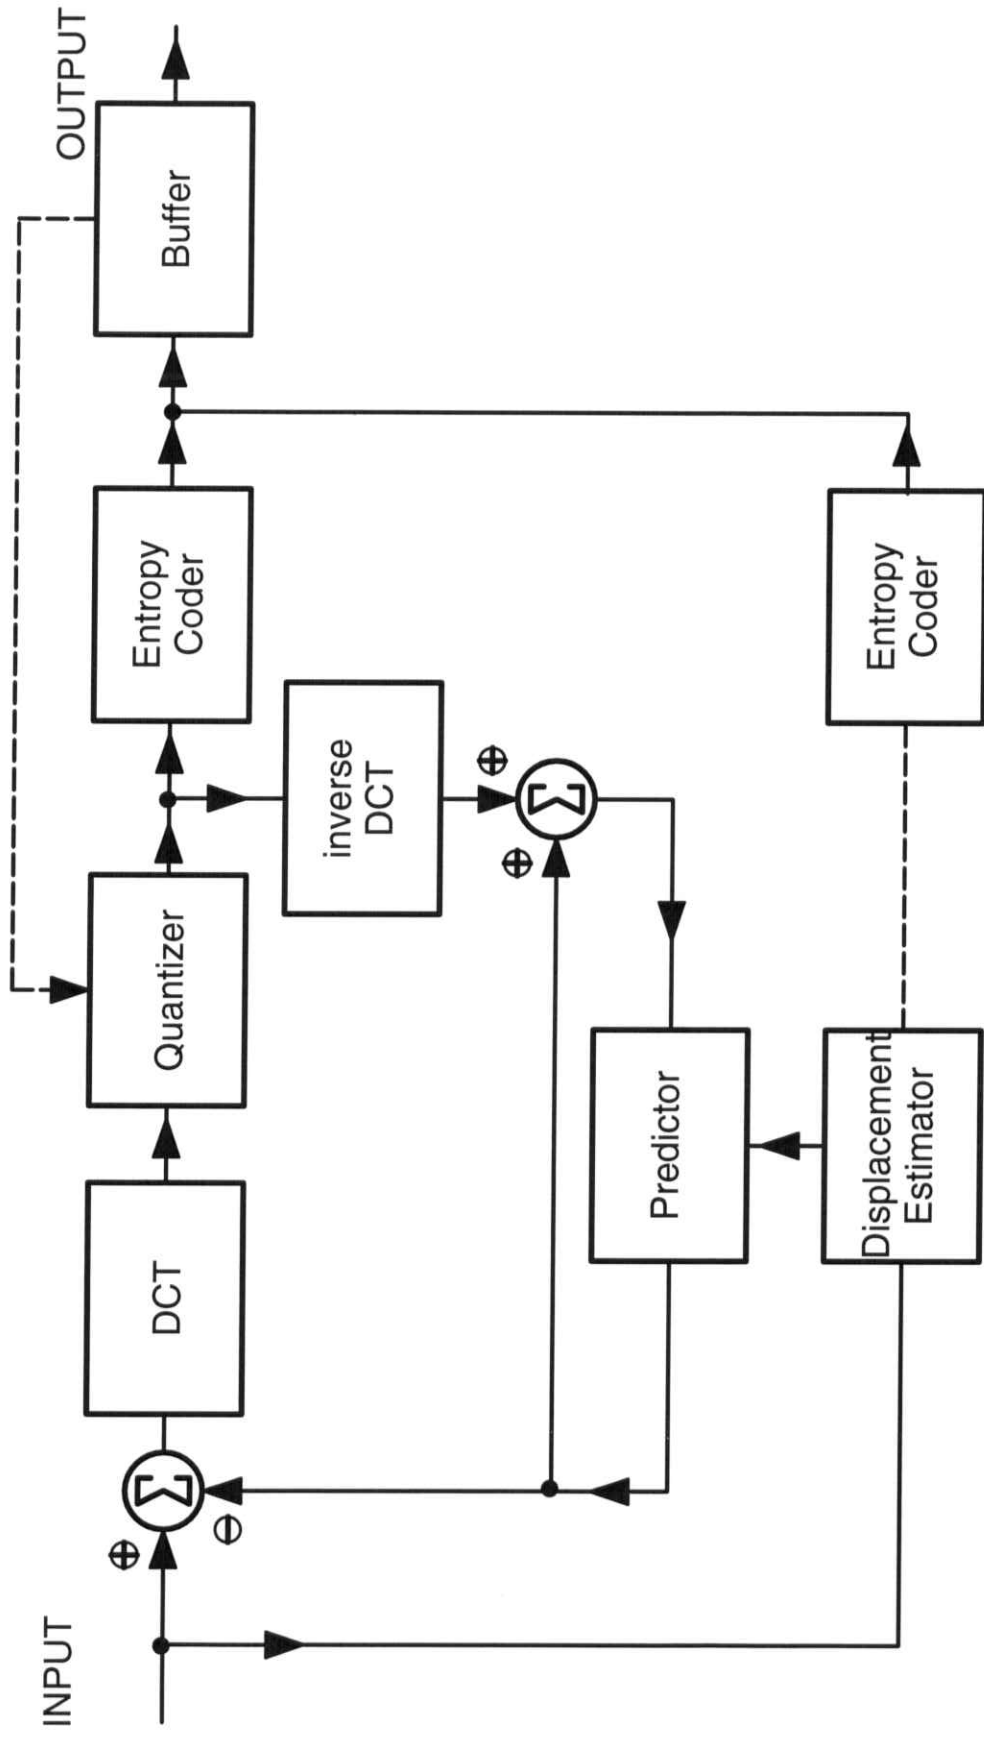 INPUT
OUTPUT
⊕
Σ
⊖
DCT
Quantizer
Entropy
Coder
Buffer
inverse
DCT
⊕
⊕
Σ
Predictor
Displacement
Estimator
Entropy
Coder